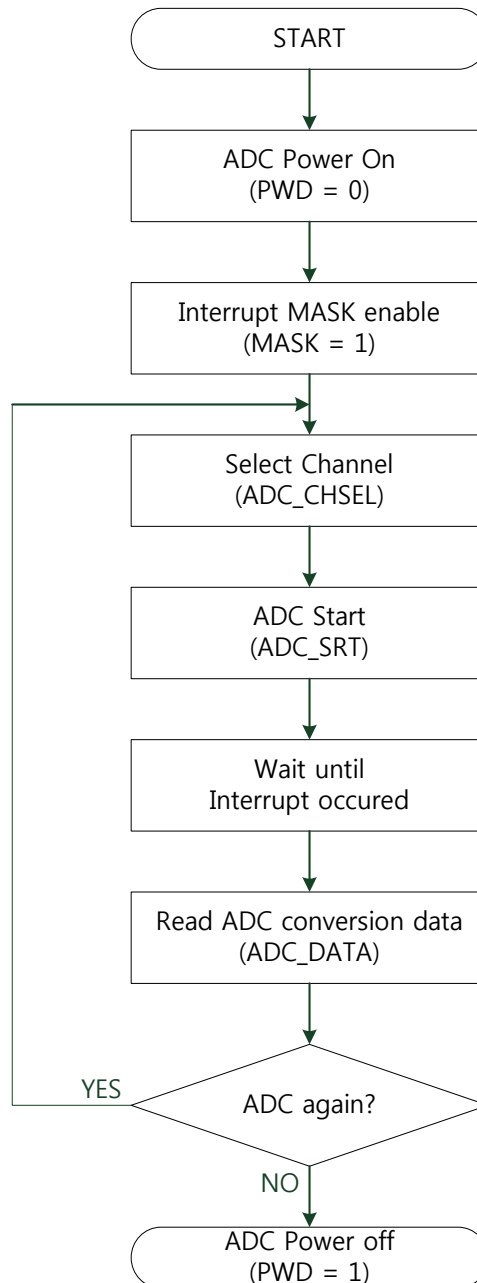 START
ADC Power On
(PWD = 0)
Interrupt MASK enable
(MASK = 1)
Select Channel
(ADC_CHSEL)
ADC Start
(ADC_SRT)
Wait until
Interrupt occured
Read ADC conversion data
(ADC_DATA)
YES
ADC again?
NO
ADC Power off
(PWD = 1)